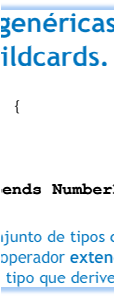 genéricas
ildcards.
{
ends Number
junto de tipos
operador exten
tipo que derive